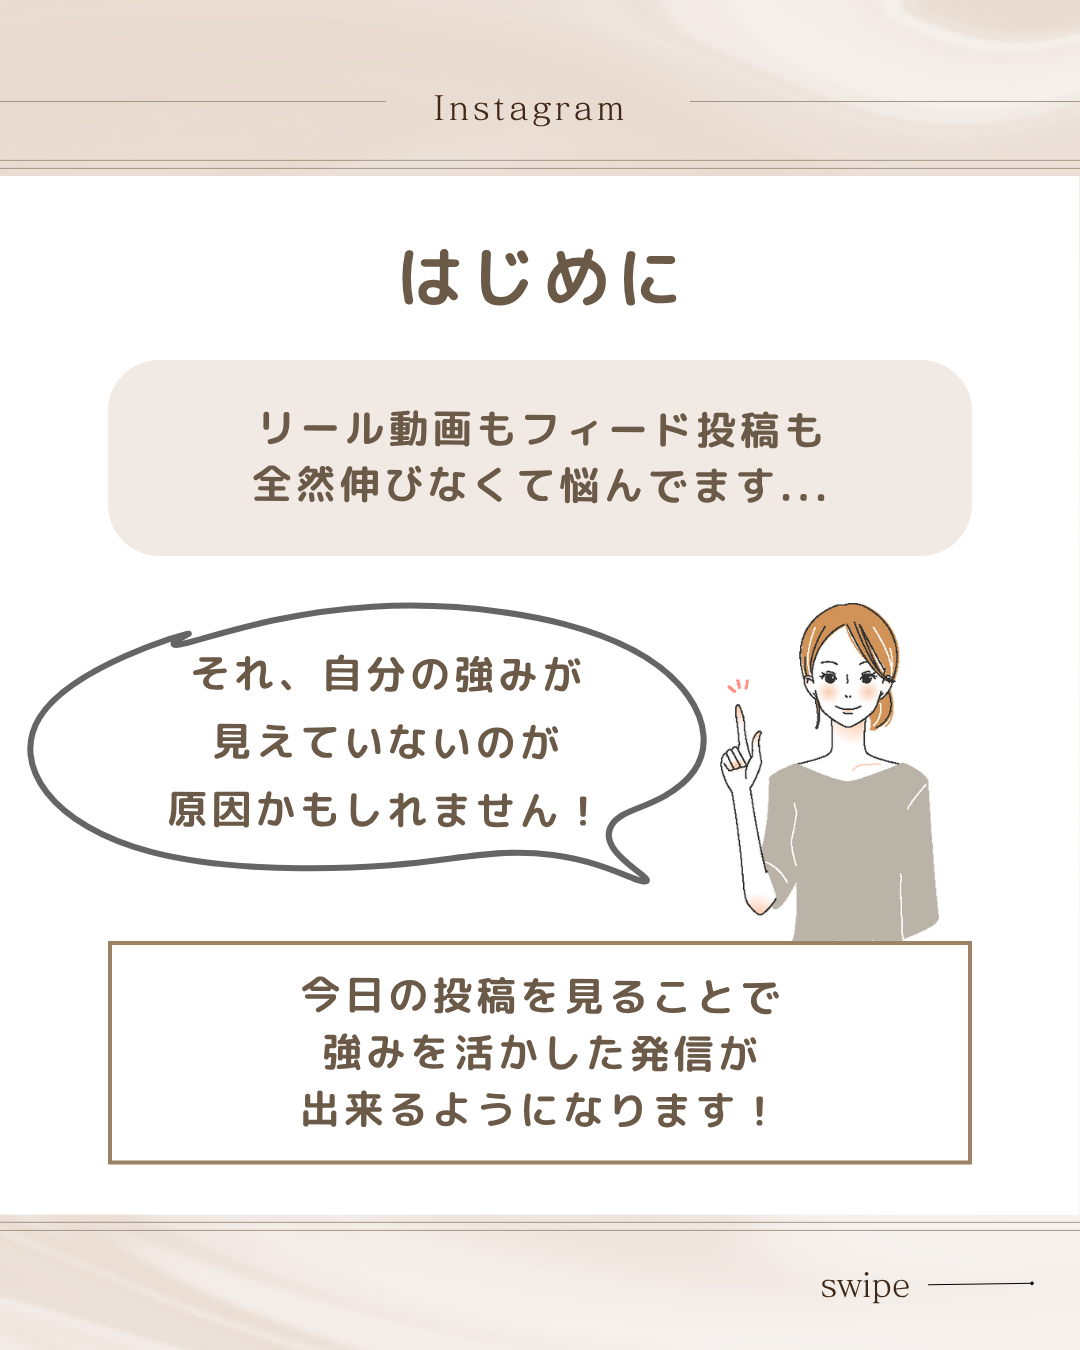 Instagram
はじめに
リール動画もフィード投稿も
全然伸びなくて悩んでます...
それ、自分の強みが
見えていないのが
原因かもしれません！
今日の投稿を見ることで
強みを活かした発信が
出来るようになります！
swipe